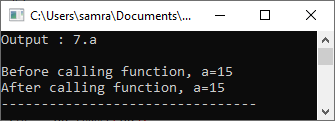 C:\Users\samra\Documents\...
Output : 7.a
Before calling function, a=15
After calling function, a=15
--------------------------------